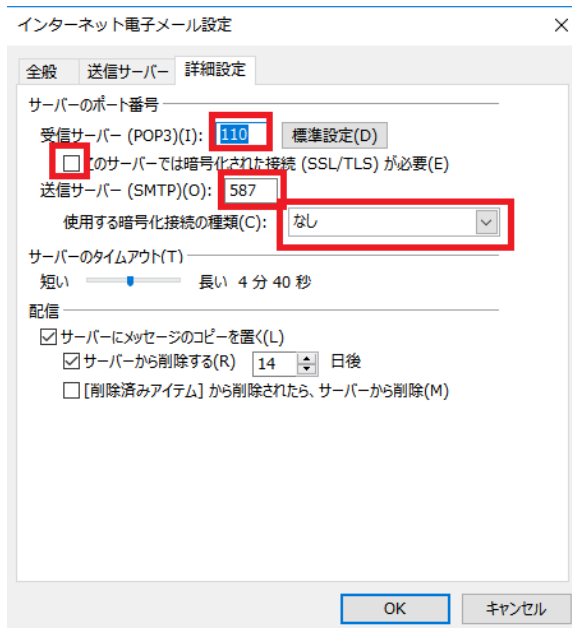 インターネット電子メール設定
全般 送信サーバー 詳細設定
サーバーのポート番号
受信サーバー (POP3)(I): 110 標準設定(D)
このサーバーでは暗号化された接続 (SSL/TLS) が必要(E)
送信サーバー (SMTP)(O): 587
使用する暗号化接続の種類(C): なし
サーバーのタイムアウト(T)
短い 長い 4 分 40 秒
配信
サーバーにメッセージのコピーを置く(L)
サーバーから削除する(R) 14 日後
[削除済みアイテム] から削除されたら、サーバーから削除(M)
OK キャンセル